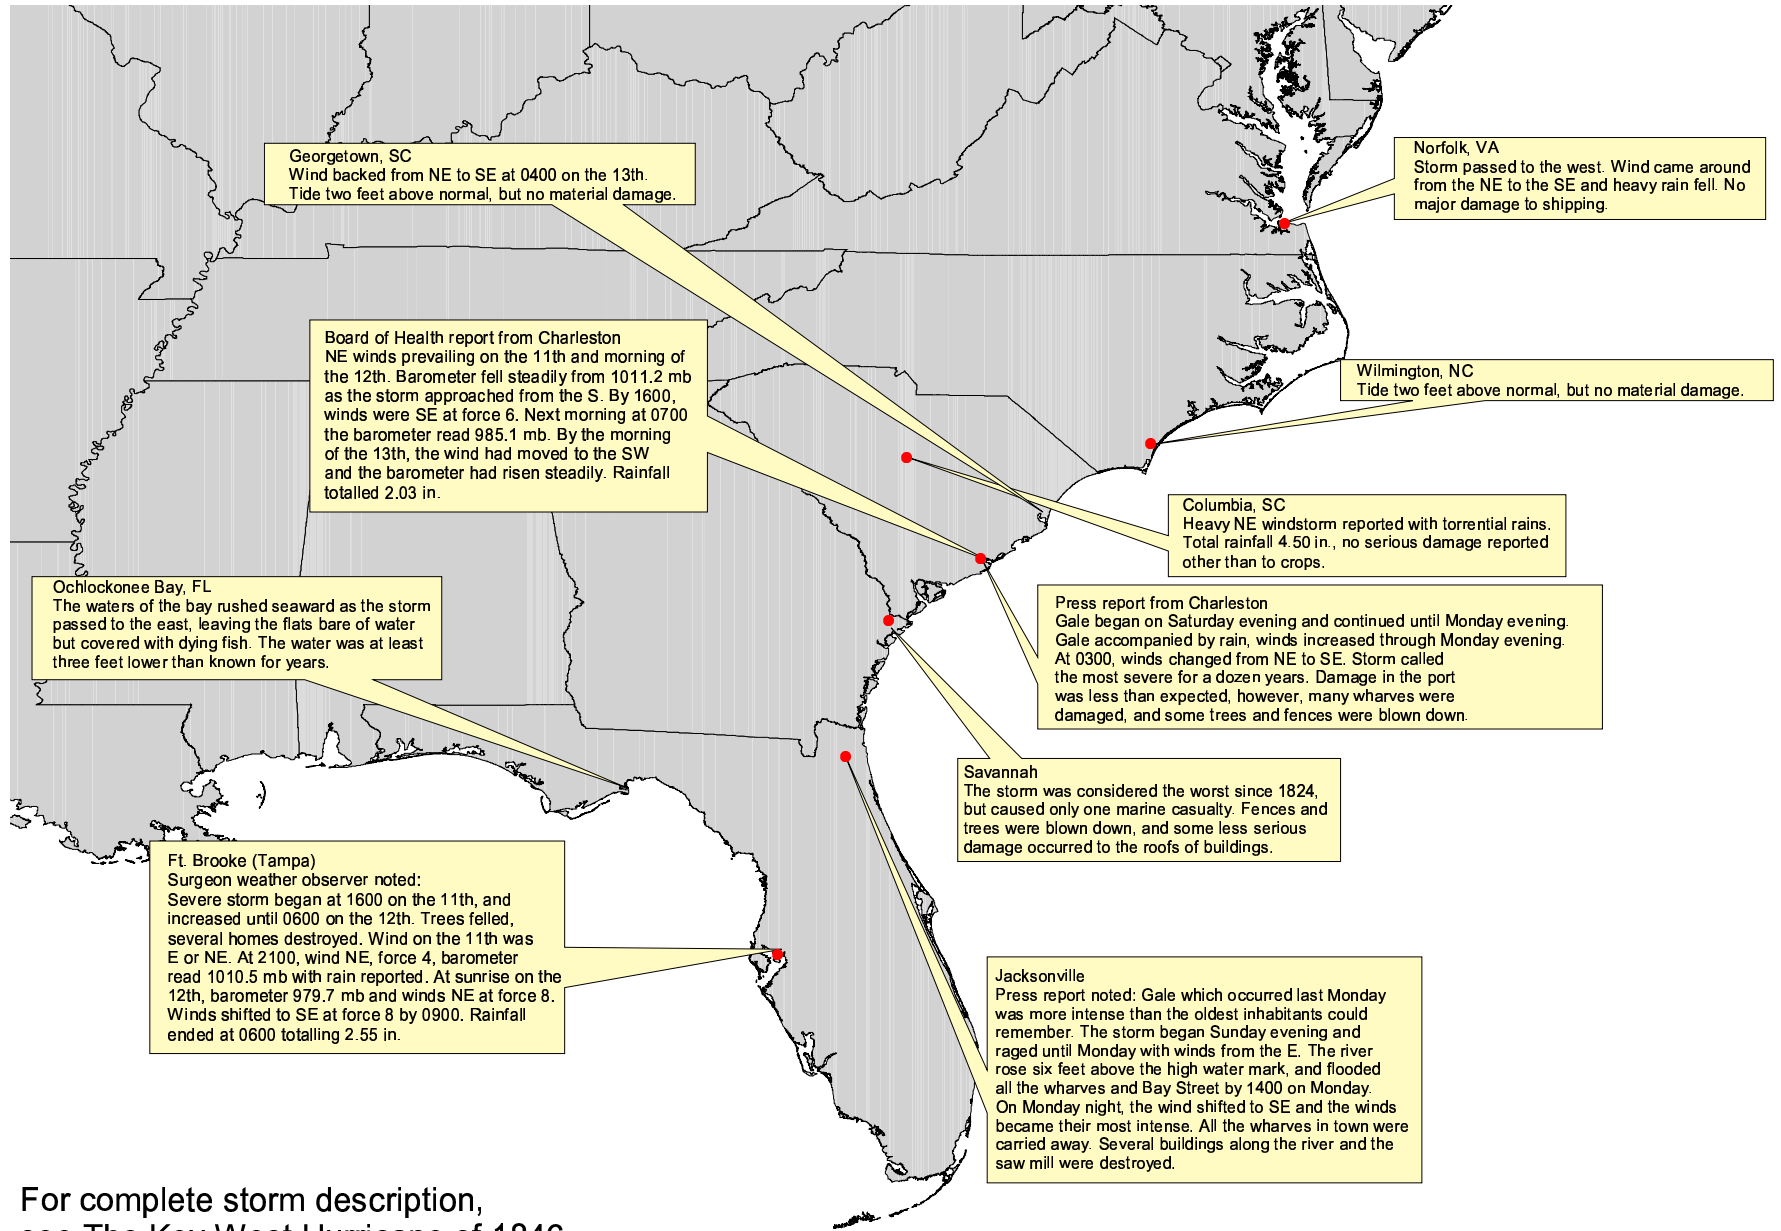 Georgetown, SC
Wind backed from NE to SE at 0400 on the 13th.
Tide two feet above normal, but no material damage.
Norfolk, VA
Storm passed to the west. Wind came around
from the NE to the SE and heavy rain fell. No
major damage to shipping.
Board of Health report from Charleston
NE winds prevailing on the 11th and morning of
the 12th. Barometer fell steadily from 1011.2 mb
as the storm approached from the S. By 1600,
winds were SE at force 6. Next morning at 0700
the barometer read 985.1 mb. By the morning
of the 13th, the wind had moved to the SW
and the barometer had risen steadily. Rainfall
totalled 2.03 in.
Wilmington, NC
Tide two feet above normal, but no material damage.
Columbia, SC
Heavy NE windstorm reported with torrential rains.
Total rainfall 4.50 in., no serious damage reported
other than to crops.
Ochlockonee Bay, FL
The waters of the bay rushed seaward as the storm
passed to the east, leaving the flats bare of water
but covered with dying fish. The water was at least
three feet lower than known for years.
Press report from Charleston
Gale began on Saturday evening and continued until Monday evening.
Gale accompanied by rain, winds increased through Monday evening.
At 0300, winds changed from NE to SE. Storm called
the most severe for a dozen years. Damage in the port
was less than expected, however, many wharves were
damaged, and some trees and fences were blown down.
Savannah
The storm was considered the worst since 1824,
but caused only one marine casualty. Fences and
trees were blown down, and some less serious
damage occurred to the roofs of buildings.
Ft. Brooke (Tampa)
Surgeon weather observer noted:
Severe storm began at 1600 on the 11th, and
increased until 0600 on the 12th. Trees felled,
several homes destroyed. Wind on the 11th was
E or NE. At 2100, wind NE, force 4, barometer
read 1010.5 mb with rain reported. At sunrise on the
12th, barometer 979.7 mb and winds NE at force 8.
Winds shifted to SE at force 8 by 0900. Rainfall
ended at 0600 totalling 2.55 in.
Jacksonville
Press report noted: Gale which occurred last Monday
was more intense than the oldest inhabitants could
remember. The storm began Sunday evening and
raged until Monday with winds from the E. The river
rose six feet above the high water mark, and flooded
all the wharves and Bay Street by 1400 on Monday.
On Monday night, the wind shifted to SE and the winds
became their most intense. All the wharves in town were
carried away. Several buildings along the river and the
saw mill were destroyed.
For complete storm description,
see The Key West Hurricane of 1846